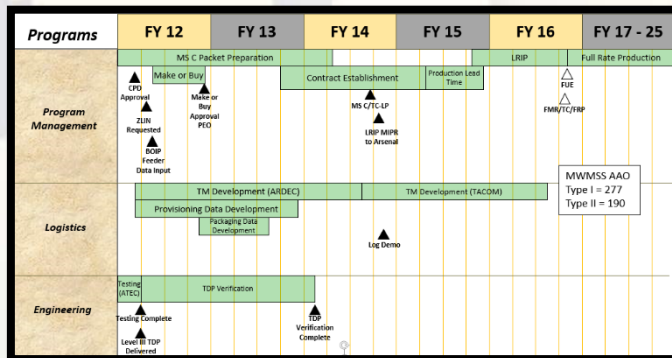 Programs
FY 12
FY 13
FY 14
FY 15
FY 16
FY 17 - 25
Program
Management
MS C Packet Preparation
LRIP
Full Rate Production
Make or Buy
Contract Establishment
Production Lead
Time
CPD
Approval
ZLIN
Requested
BOIP
Feeder
Data Input
Make or
Buy
Approval
PEO
MS C/TC-LP
LRIP MIPR
to Arsenal
FUE
FMR/TC/FRP
MWMSS AAO
Type I = 277
Type II = 190
Logistics
TM Development (ARDEC)
TM Development (TACOM)
Provisioning Data Development
Packaging Data
Development
Log Demo
Engineering
Testing
(ATEC)
TDP Verification
Testing Complete
Level III TDP
Delivered
TDP
Verification
Complete